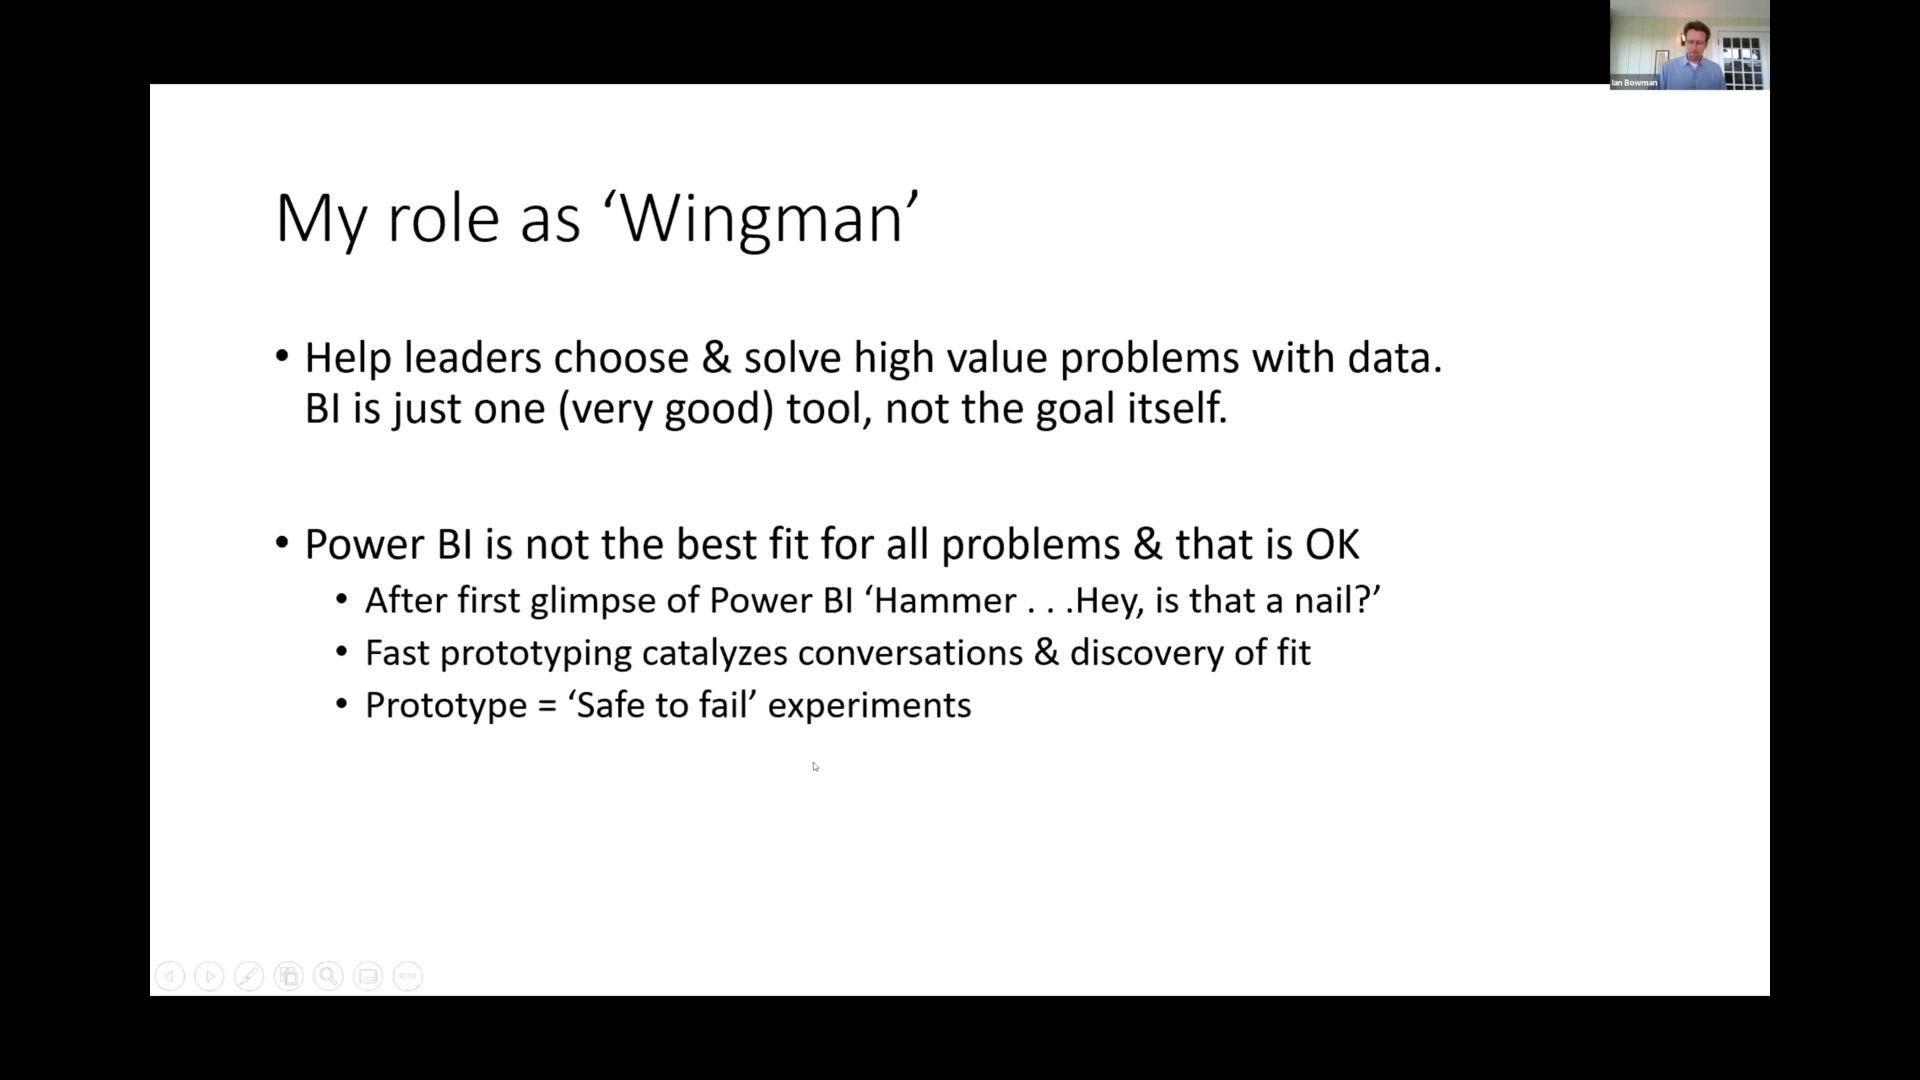 Ian Bowman
My role as ‘Wingman’
• Help leaders choose & solve high value problems with data.
BI is just one (very good) tool, not the goal itself.
• Power BI is not the best fit for all problems & that is OK
• After first glimpse of Power BI ‘Hammer . . .Hey, is that a nail?’
• Fast prototyping catalyzes conversations & discovery of fit
• Prototype = ‘Safe to fail’ experiments